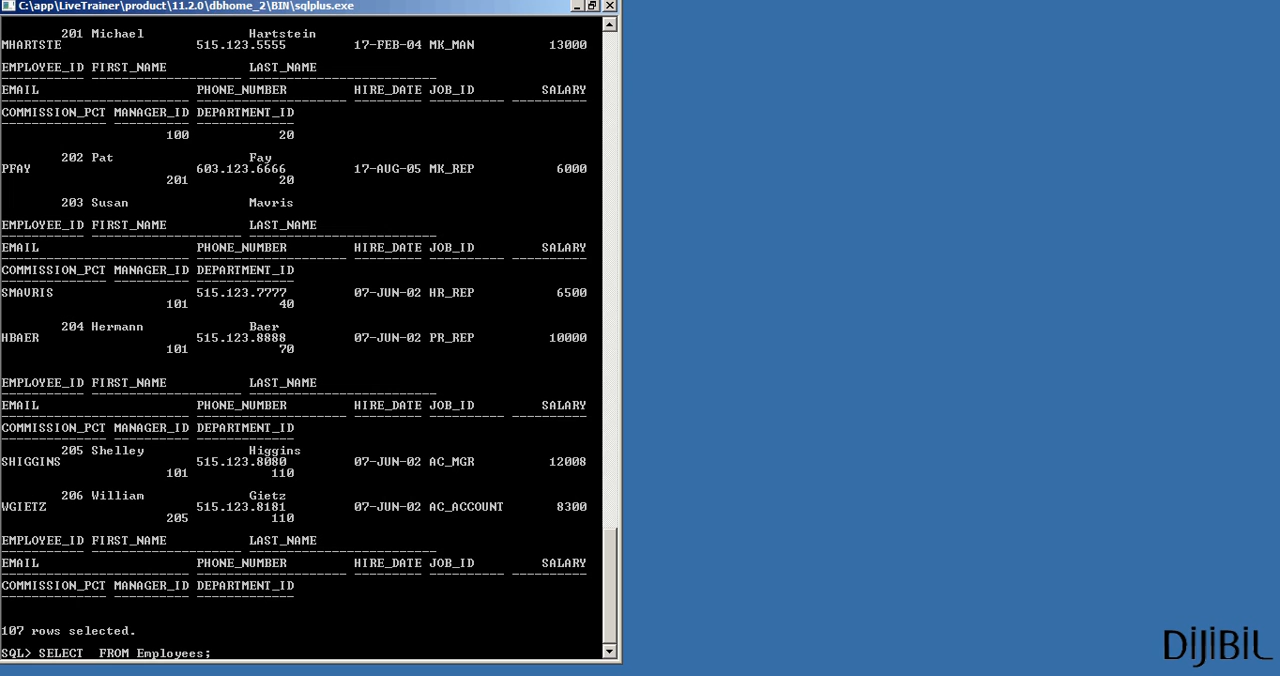 C:\app\LiveTrainer\product\11.2.0\dbhome_2\BIN\sqlplus.exe
201 Michael Hartstein
MHARTSTE 515.123.5555 17-FEB-04 MK_MAN 13000
EMPLOYEE_ID FIRST_NAME LAST_NAME
EMAIL PHONE_NUMBER HIRE_DATE JOB_ID SALARY
COMMISSION_PCT MANAGER_ID DEPARTMENT_ID
100 20
202 Pat Fay
PFAY 603.123.6666 17-AUG-05 MK_REP 6000
201 20
203 Susan Mavris
EMPLOYEE_ID FIRST_NAME LAST_NAME
EMAIL PHONE_NUMBER HIRE_DATE JOB_ID SALARY
COMMISSION_PCT MANAGER_ID DEPARTMENT_ID
SMAVRIS 515.123.7777 07-JUN-02 HR_REP 6500
101 40
204 Hermann Baer
HBAER 515.123.8888 07-JUN-02 PR_REP 10000
101 70
EMPLOYEE_ID FIRST_NAME LAST_NAME
EMAIL PHONE_NUMBER HIRE_DATE JOB_ID SALARY
COMMISSION_PCT MANAGER_ID DEPARTMENT_ID
205 Shelley Higgins
SHIGGINS 515.123.8080 07-JUN-02 AC_MGR 12008
101 110
206 William Gietz
WGIETZ 515.123.8181 07-JUN-02 AC_ACCOUNT 8300
205 110
EMPLOYEE_ID FIRST_NAME LAST_NAME
EMAIL PHONE_NUMBER HIRE_DATE JOB_ID SALARY
COMMISSION_PCT MANAGER_ID DEPARTMENT_ID
107 rows selected.
SQL> SELECT  FROM Employees;
DiJiBiL